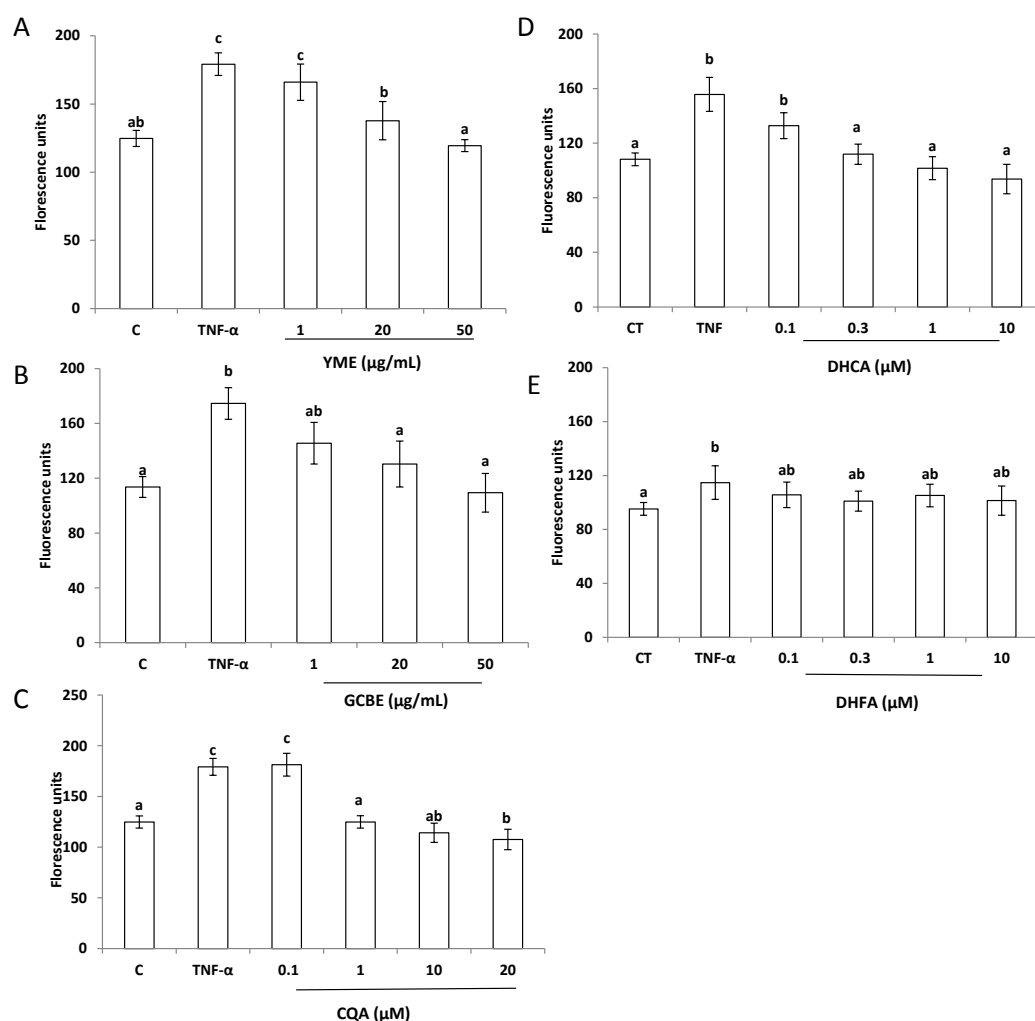 A
Florescence units
200
150
100
50
0
ab
c
c
b
a
C TNF-α 1 20 50
YME (µg/mL)
B
Fluorescence units
200
160
120
80
40
0
a
b
ab
a
a
C TNF-α 1 20 50
GCBE (µg/mL)
C
Florescence units
250
200
150
100
50
0
a
c
c
a
ab
b
C TNF-α 0.1 1 10 20
CQA (µM)
D
Fluorescence units
200
160
120
80
40
0
a
b
b
a
a
a
CT TNF 0.1 0.3 1 10
DHCA (µM)
E
Fluorescence units
200
160
120
80
40
0
a
b
ab
ab
ab
ab
CT TNF-α 0.1 0.3 1 10
DHFA (µM)